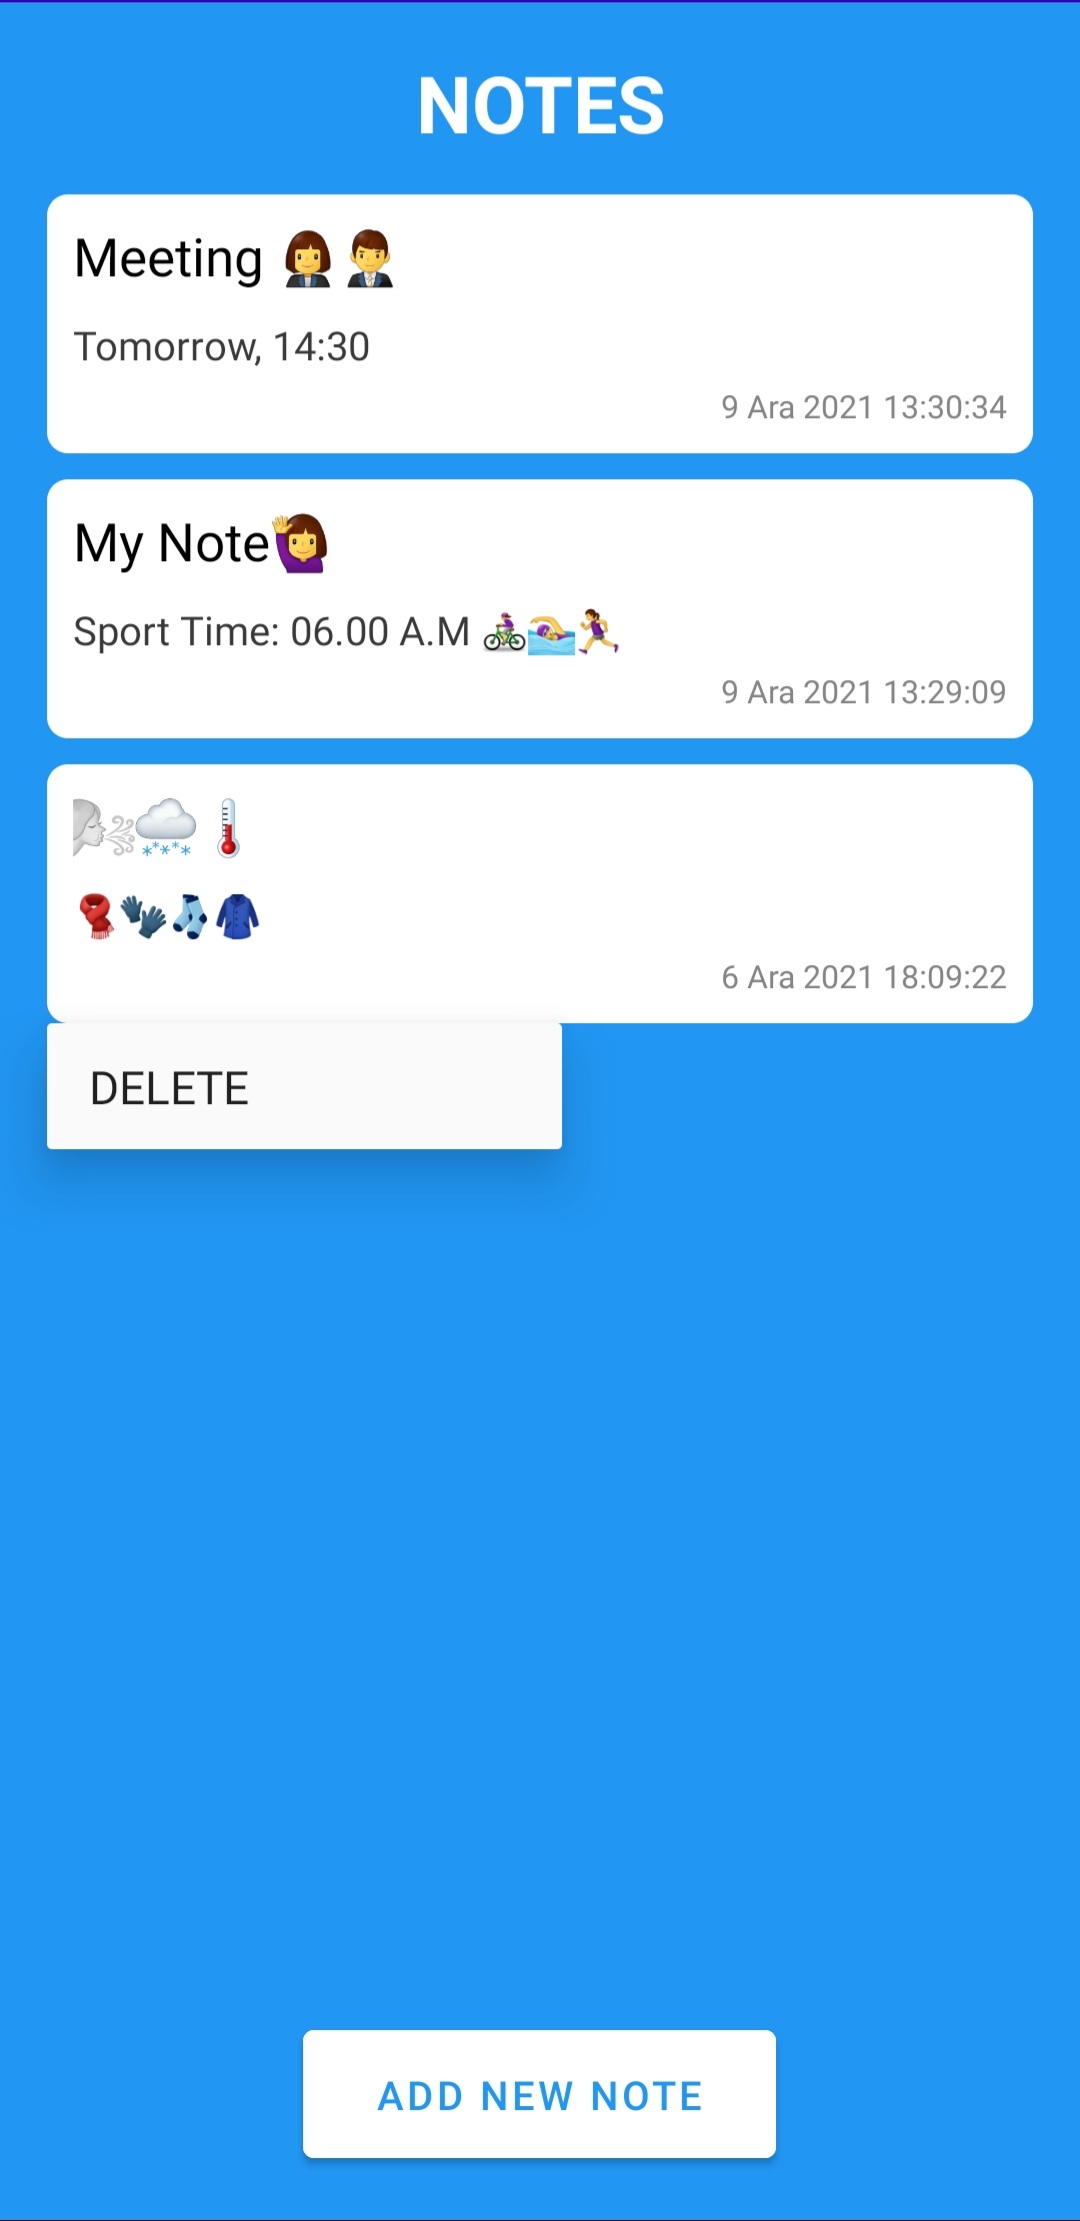 NOTES
Meeting 👩‍💼👨‍💼
Tomorrow, 14:30
9 Ara 2021 13:30:34
My Note🙋‍♀️
Sport Time: 06.00 A.M 🚴‍♀️🏊‍♀️🏃‍♀️
9 Ara 2021 13:29:09
🌬️🌨️🌡️
🧣🧤🧦🧥
6 Ara 2021 18:09:22
DELETE
ADD NEW NOTE